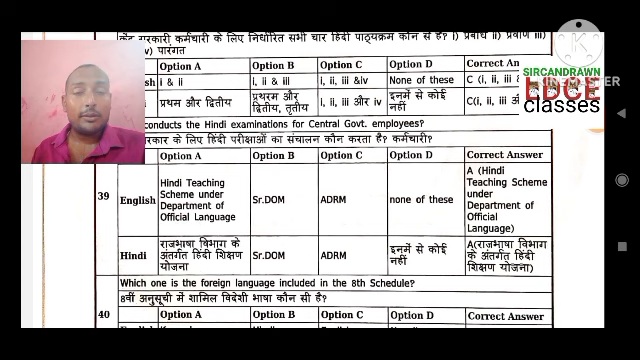 केंद्र सरकारी कर्मचारी के लिए निर्धारित सभी चार हिंदी पाठ्यक्रम कौन से है? i) प्रबोध ii) प्रवीण iii)
iv) पारंगत
Option A Option B Option C Option D Correct Answer
i & ii i, ii & iii i, ii, iii &iv None of these C (i, ii, iii &
प्रथम और द्वितीय प्रथरम और द्वितीय, तृतीय i, ii, iii और iv इनमें से कोई नहीं C(i, ii, iii
SIRCANDRAWN
EDGE
classes
KINEMASTER
conducts the Hindi examinations for Central Govt. employees?
सरकार के लिए हिंदी परीक्षाओं का संचालन कौन करता है? कर्मचारी?
Option A Option B Option C Option D Correct Answer
39 English Hindi Teaching Scheme under Department of Official Language Sr.DOM ADRM none of these A (Hindi Teaching Scheme under Department of Official Language)
Hindi राजभाषा विभाग के अंतर्गत हिंदी शिक्षण योजना Sr.DOM ADRM इनमें से कोई नहीं A(राजभाषा विभाग के अंतर्गत हिंदी शिक्षण योजना)
Which one is the foreign language included in the 8th Schedule?
8वीं अनुसूची में शामिल विदेशी भाषा कौन सी है?
40 Option A Option B Option C Option D Correct Answer